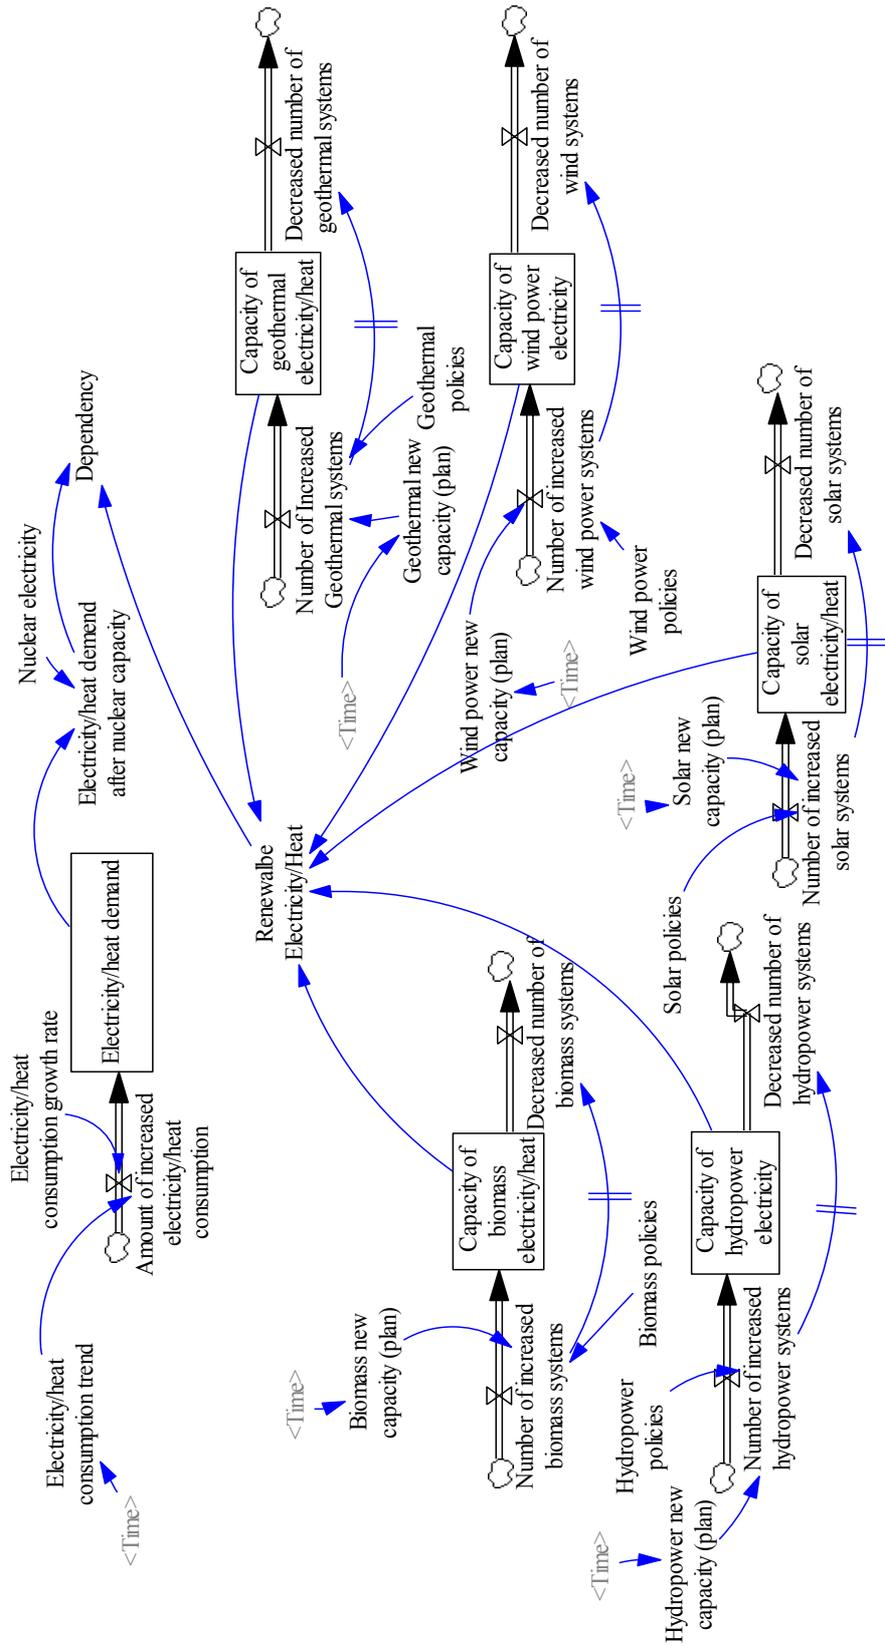 <Time>
Electricity/heat
consumption trend
Electricity/heat
consumption growth rate
Amount of increased
electricity/heat
consumption
Electricity/heat demand
Nuclear electricity
Electricity/heat demend
after nuclear capacity
Dependency
Renewalbe
Electricity/Heat
<Time>
Biomass new
capacity (plan)
Number of increased
biomass systems
Capacity of
biomass
electricity/heat
Decreased number of
biomass systems
Biomass policies
<Time>
Hydropower new
capacity (plan)
Hydropower
policies
Number of increased
hydropower systems
Capacity of
hydropower
electricity
Decreased number of
hydropower systems
<Time>
Geothermal new
capacity (plan)
Geothermal
policies
Number of Increased
Geothermal systems
Capacity of
geothermal
electricity/heat
Decreased number of
geothermal systems
Wind power new
capacity (plan)
<Time>
Wind power
policies
Number of increased
wind power systems
Capacity of
wind power
electricity
Decreased number of
wind systems
<Time>
Solar new
capacity (plan)
Solar policies
Number of increased
solar systems
Capacity of
solar
electricity/heat
Decreased number of
solar systems